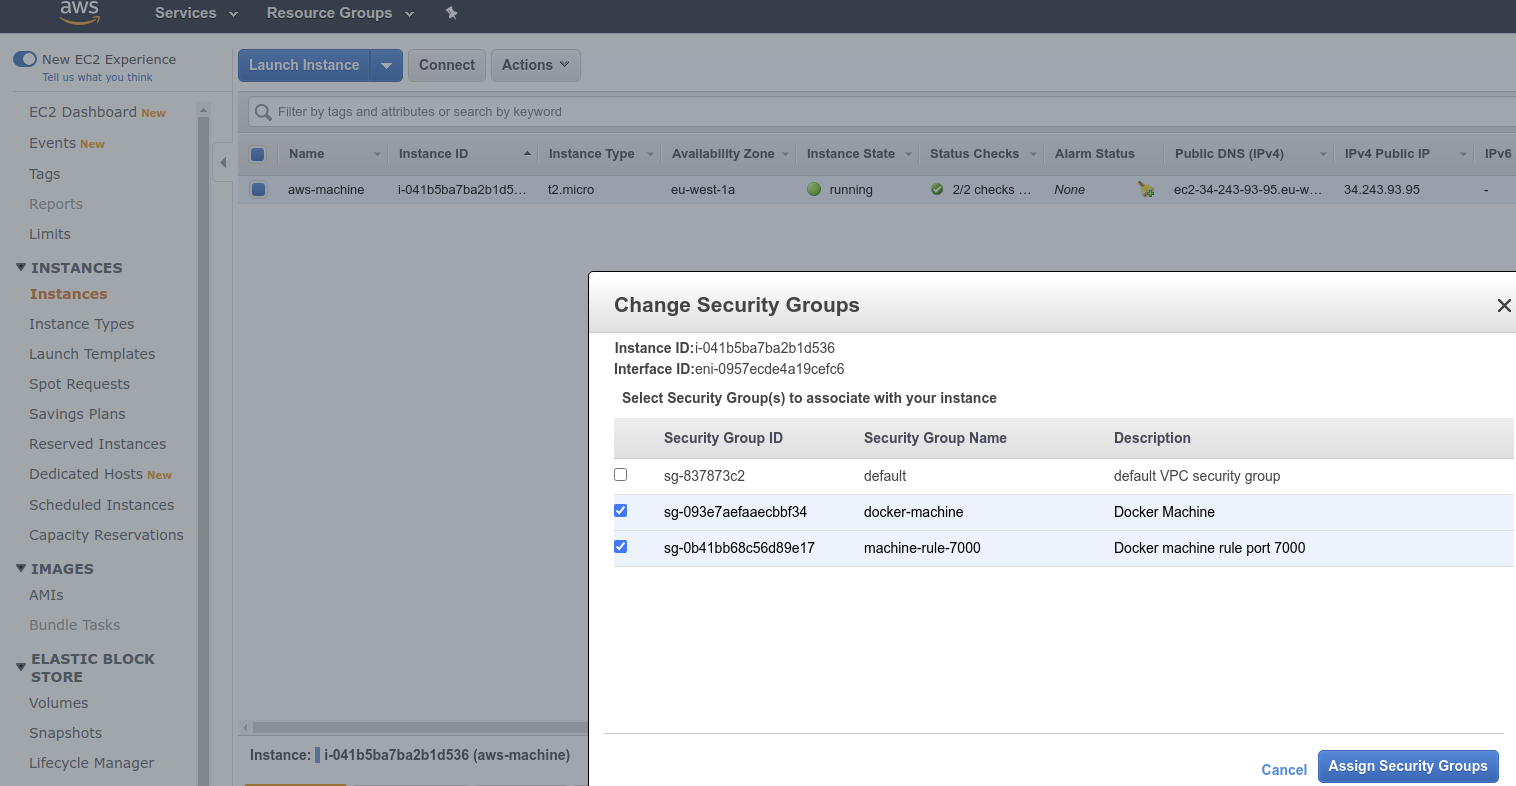 aws
Services
Resource Groups
New EC2 Experience
Tell us what you think
EC2 Dashboard New
Events New
Tags
Reports
Limits
INSTANCES
Instances
Instance Types
Launch Templates
Spot Requests
Savings Plans
Reserved Instances
Dedicated Hosts New
Scheduled Instances
Capacity Reservations
IMAGES
AMIs
Bundle Tasks
ELASTIC BLOCK
STORE
Volumes
Snapshots
Lifecycle Manager
Launch Instance
Connect
Actions
Filter by tags and attributes or search by keyword
Name Instance ID Instance Type Availability Zone Instance State Status Checks Alarm Status Public DNS (IPv4) IPv4 Public IP IPv6
aws-machine i-041b5ba7ba2b1d5... t2.micro eu-west-1a running 2/2 checks ... None ec2-34-243-93-95.eu-w... 34.243.93.95 -
Change Security Groups
Instance ID:i-041b5ba7ba2b1d536
Interface ID:eni-0957ecde4a19cefc6
Select Security Group(s) to associate with your instance
Security Group ID Security Group Name Description
sg-837873c2 default default VPC security group
sg-093e7aefaaecbbf34 docker-machine Docker Machine
sg-0b41bb68c56d89e17 machine-rule-7000 Docker machine rule port 7000
Cancel Assign Security Groups
Instance: i-041b5ba7ba2b1d536 (aws-machine)